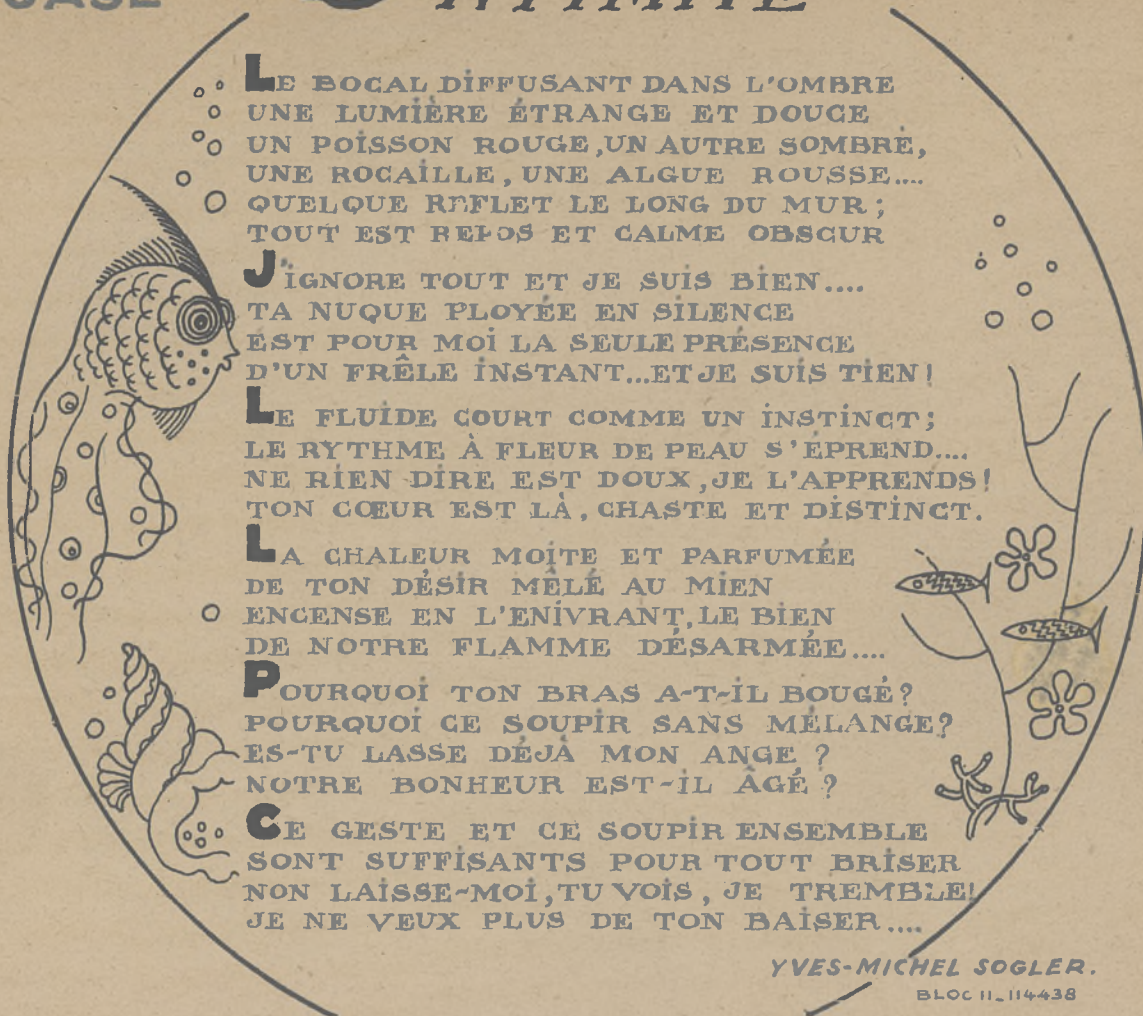 INTIMITÉ
LE BOCAL DIFFUSANT DANS L'OMBRE
UNE LUMIÈRE ÉTRANGE ET DOUCE
UN POISSON ROUGE, UN AUTRE SOMBRE,
UNE ROCAILLE, UNE ALGUE ROUSSE....
QUELQUE REFLET LE LONG DU MUR;
TOUT EST REPOS ET CALME OBSCUR
J'IGNORE TOUT ET JE SUIS BIEN....
TA NUQUE PLOYÉE EN SILENCE
EST POUR MOI LA SEULE PRÉSENCE
D'UN FRÊLE INSTANT...ET JE SUIS TIEN!
LE FLUIDE COURT COMME UN INSTINCT;
LE RYTHME À FLEUR DE PEAU S'ÉPREND....
NE RIEN DIRE EST DOUX, JE L'APPRENDS!
TON CŒUR EST LÀ, CHASTE ET DISTINCT.
LA CHALEUR MOITE ET PARFUMÉE
DE TON DÉSIR MÊLÉ AU MIEN
ENCENSE EN L'ENIVRANT, LE BIEN
DE NOTRE FLAMME DÉSARMÉE....
POURQUOI TON BRAS A-T-IL BOUGÉ?
POURQUOI CE SOUPIR SANS MÉLANGE?
ES-TU LASSE DÉJÀ MON ANGE ?
NOTRE BONHEUR EST-IL ÂGÉ ?
CE GESTE ET CE SOUPIR ENSEMBLE
SONT SUFFISANTS POUR TOUT BRISER
NON LAISSE-MOI, TU VOIS, JE TREMBLE!
JE NE VEUX PLUS DE TON BAISER....
YVES-MICHEL SOGLER.
BLOC II_114438